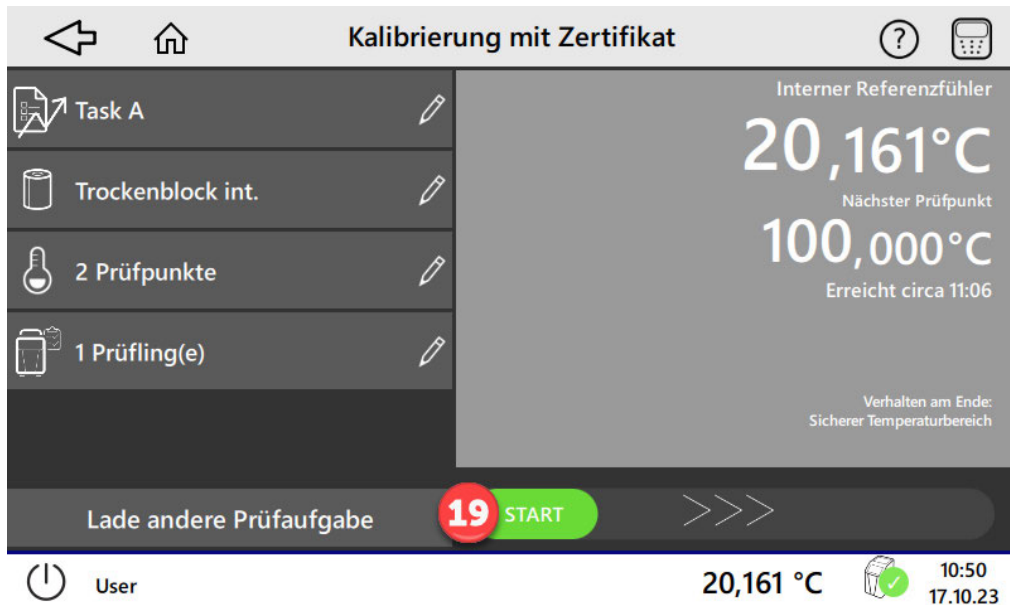 Kalibrierung mit Zertifikat
?
Task A
Trockenblock int.
2 Prüfpunkte
1 Prüfling(e)
Interner Referenzfühler
20,161°C
Nächster Prüfpunkt
100,000°C
Erreicht circa 11:06
Verhalten am Ende:
Sicherer Temperaturbereich
Lade andere Prüfaufgabe
19 START >>>
User
20,161 °C
10:50
17.10.23